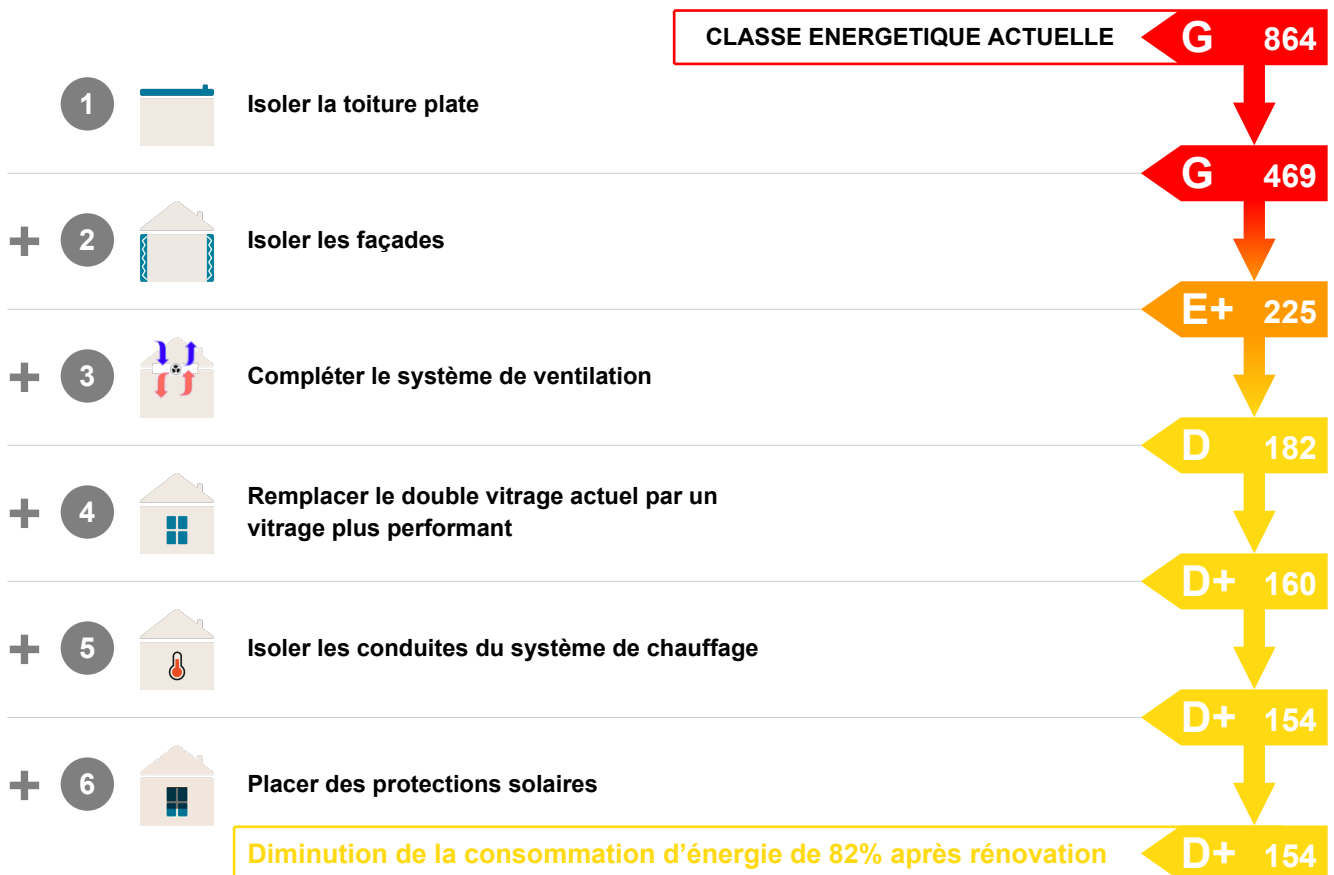 CLASSE ENERGETIQUE ACTUELLE G 864
1 Isoler la toiture plate
G 469
+ 2 Isoler les façades
E+ 225
+ 3 Compléter le système de ventilation
D 182
+ 4 Remplacer le double vitrage actuel par un
vitrage plus performant
D+ 160
+ 5 Isoler les conduites du système de chauffage
D+ 154
+ 6 Placer des protections solaires
Diminution de la consommation d’énergie de 82% après rénovation D+ 154